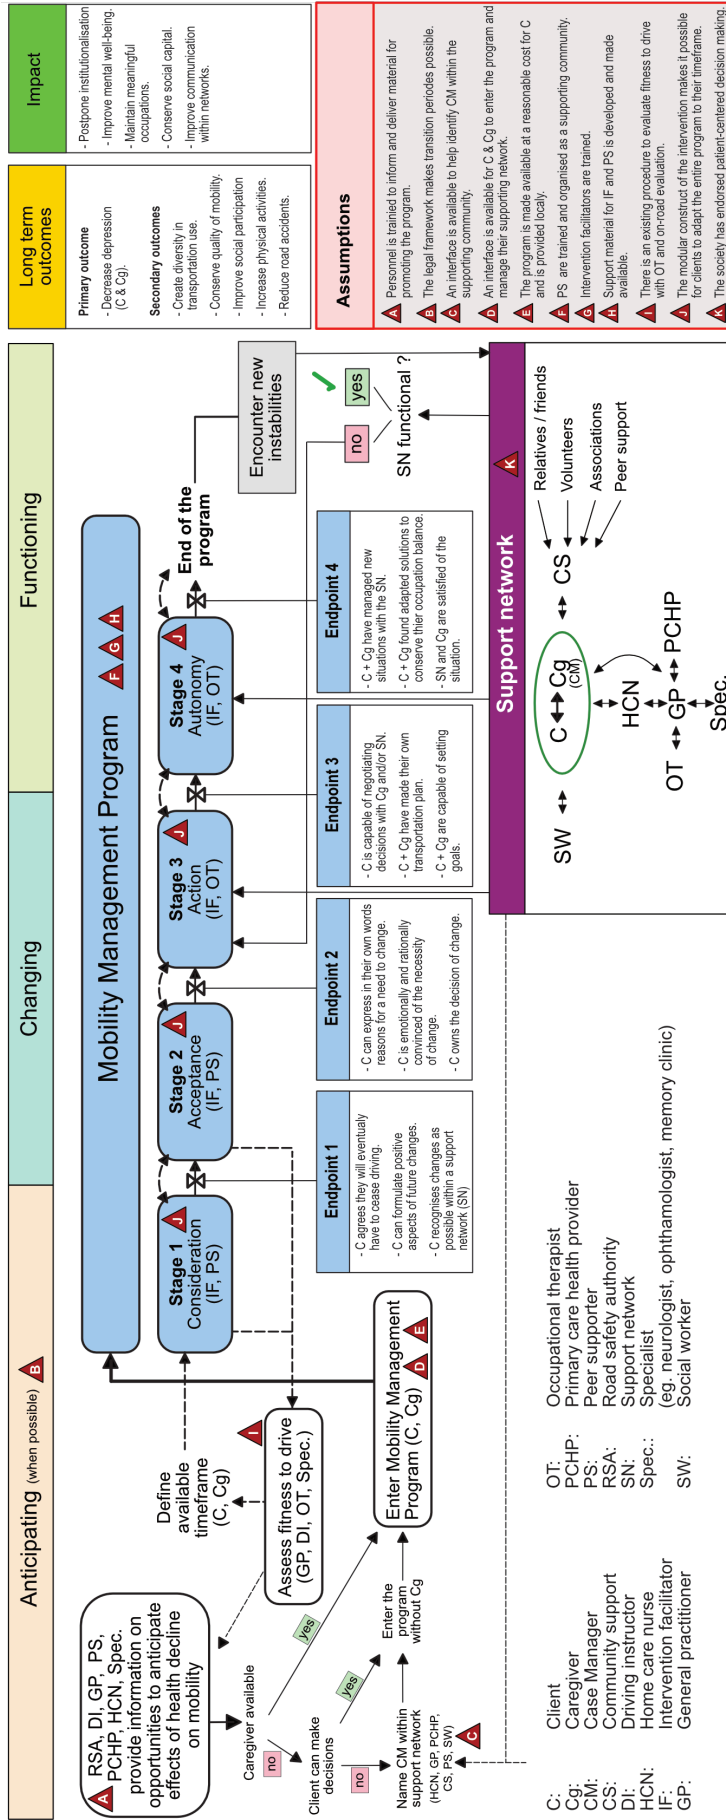 Anticipating (when possible) B
Changing
Functioning
Long term
outcomes
Impact
Mobility Management Program
F G H
A RSA, DI, GP, PS,
PCHP, HCN, Spec.
provide information on
opportunities to anticipate
effects of health decline
on mobility
Caregiver available
no
yes
Client can make
decisions
no
yes
Name CM within
support network
(HCN, GP, PCHP,
CS, PS, SW)
C
Enter the
program
without Cg
Define
available
timeframe
(C, Cg)
Assess fitness to drive
(GP, DI, OT, Spec.)
I
Enter Mobility Management
Program (C, Cg)
D E
Stage 1
Consideration
(IF, PS)
J
Stage 2
Acceptance
(IF, PS)
J
Stage 3
Action
(IF, OT)
J
Stage 4
Autonomy
(IF, OT)
J
End of the
program
Encounter new
instabilities
Endpoint 1
- C agrees they will eventualy
have to cease driving.
- C can formulate positive
aspects of future changes.
- C recognises changes as
possible within a support
network (SN)
Endpoint 2
- C can express in their own words
reasons for a need to change.
- C is emotionally and rationally
convinced of the necessity
of change.
- C owns the decision of change.
Endpoint 3
- C is capable of negotiating
decisions with Cg and/or SN.
- C + Cg have made their own
transportation plan.
- C + Cg are capable of setting
goals.
Endpoint 4
- C + Cg have managed new
situations with the SN.
- C + Cg found adapted solutions to
conserve thier occupation balance.
- SN and Cg are satisfied of the
situation.
no
yes
SN functional ?
Support network
K
SW
C
Cg
(CM)
CS
Relatives / friends
Volunteers
Associations
Peer support
HCN
OT
GP
PCHP
Spec.
Primary outcome
- Decrease depression
(C & Cg).
Secondary outcomes
- Create diversity in
transportation use.
- Conserve quality of mobility.
- Improve social participation
- Increase physical activities.
- Reduce road accidents.
- Postpone institutionalisation
- Improve mental well-being.
- Maintain meaningful
occupations.
- Conserve social capital.
- Improve communication
within networks.
Assumptions
A Personnel is trainied to inform and deliver material for
promoting the program.
B The legal framework makes transition periodes possible.
C An interface is available to help identify CM within the
supporting community.
D An interface is available for C & Cg to enter the program and
manage their supporting network.
E The program is made available at a reasonable cost for C
and is provided locally.
F PS are trained and organised as a supporting community.
G Intervention facilitators are trained.
H Support material for IF and PS is developed and made
available.
I There is an existing procedure to evaluate fitness to drive
with OT and on-road evaluation.
J The modular construct of the intervention makes it possible
for clients to adapt the entire program to their timeframe.
K The society has endorsed patient-centered decision making.
C: Client
Cg: Caregiver
CM: Case Manager
CS: Community support
DI: Driving instructor
HCN: Home care nurse
IF: Intervention facilitator
GP: General practitioner
OT: Occupational therapist
PCHP: Primary care health provider
PS: Peer supporter
RSA: Road safety authority
SN: Support network
Spec.: Specialist
(eg. neurologist, ophthamologist, memory clinic)
SW: Social worker